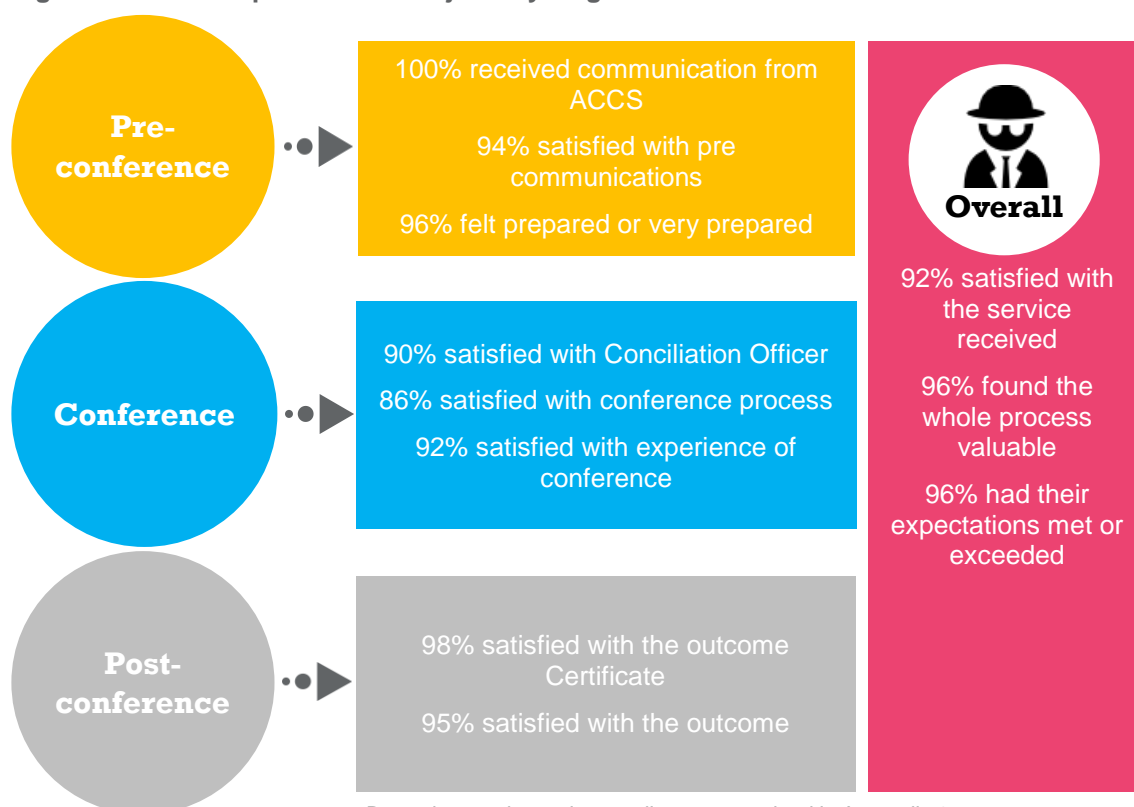 Pre-
conference
100% received communication from
ACCS
94% satisfied with pre
communications
96% felt prepared or very prepared
Conference
90% satisfied with Conciliation Officer
86% satisfied with conference process
92% satisfied with experience of
conference
Post-
conference
98% satisfied with the outcome
Certificate
95% satisfied with the outcome
Overall
92% satisfied with
the service
received
96% found the
whole process
valuable
96% had their
expectations met or
exceeded